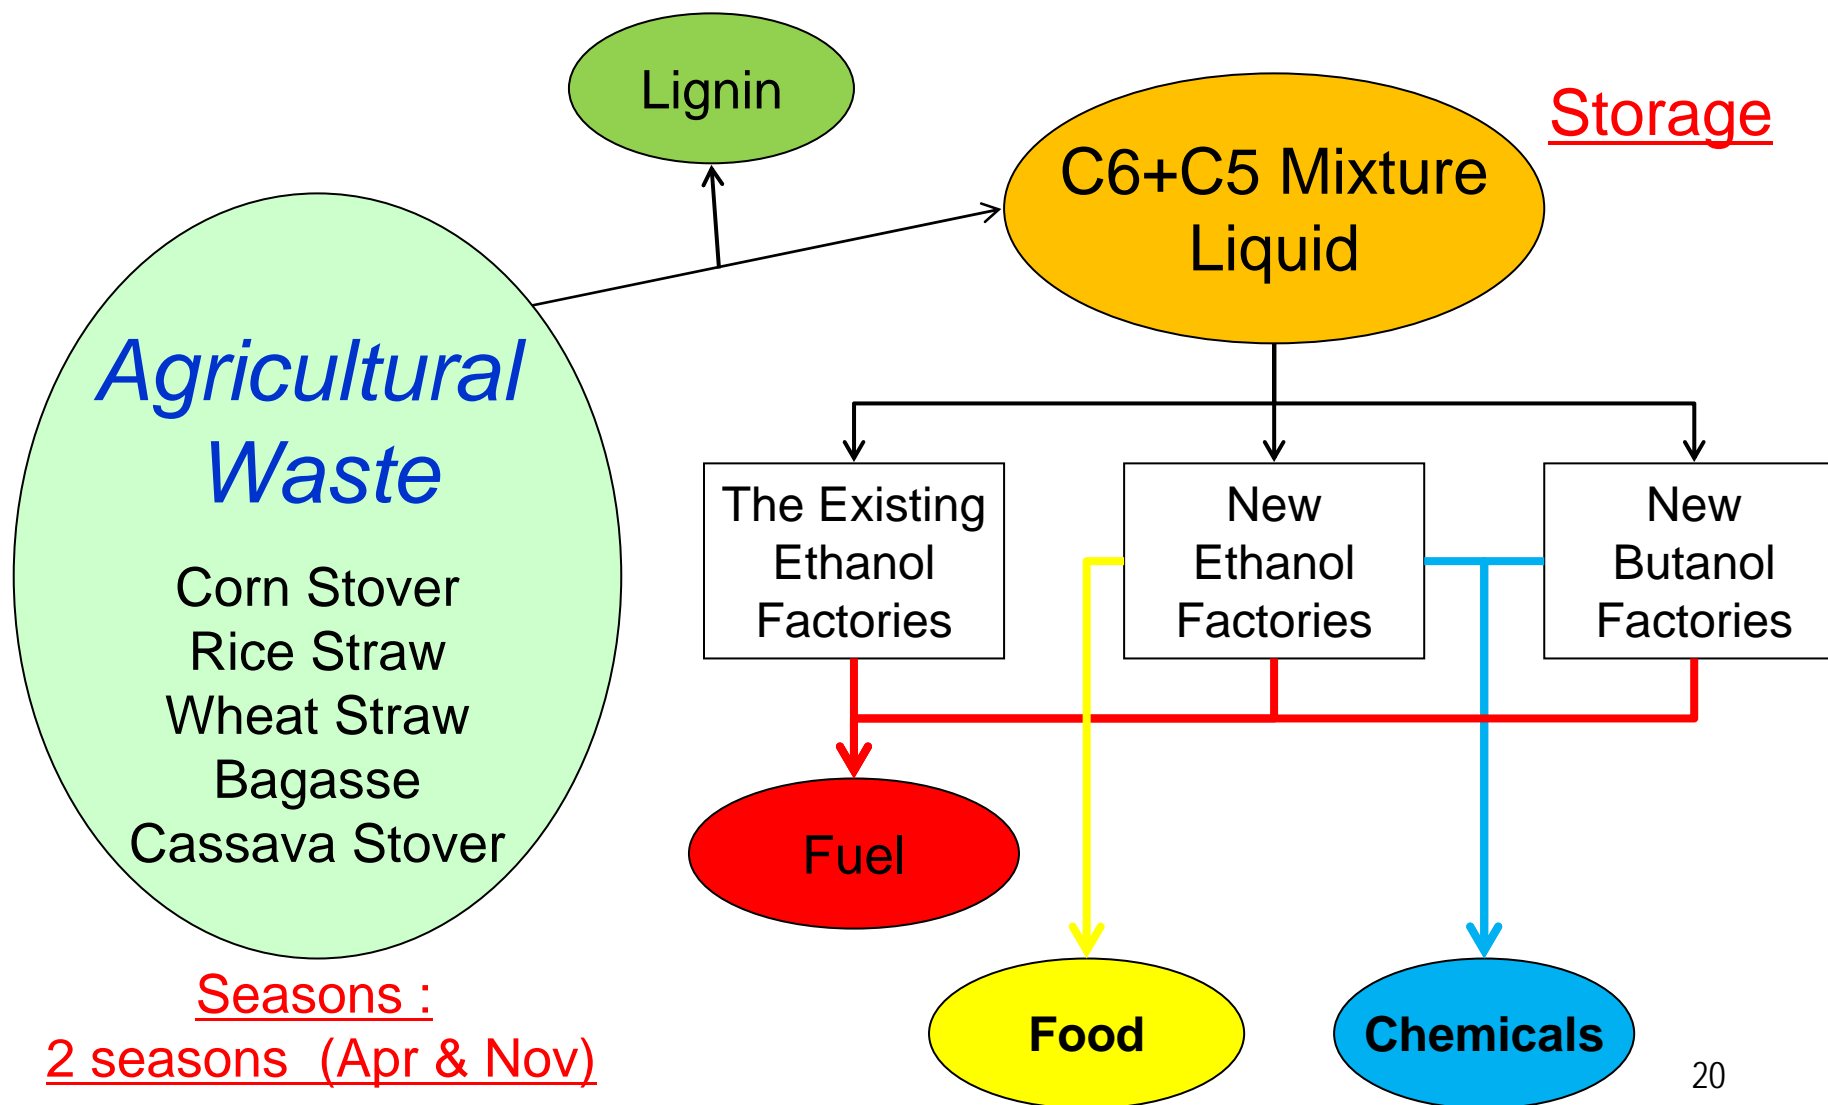 Lignin
Storage
C6+C5 Mixture
Liquid
Agricultural
Waste
Corn Stover
Rice Straw
Wheat Straw
Bagasse
Cassava Stover
The Existing
Ethanol
Factories
New
Ethanol
Factories
New
Butanol
Factories
Fuel
Food
Chemicals
Seasons :
2 seasons  (Apr & Nov)
20